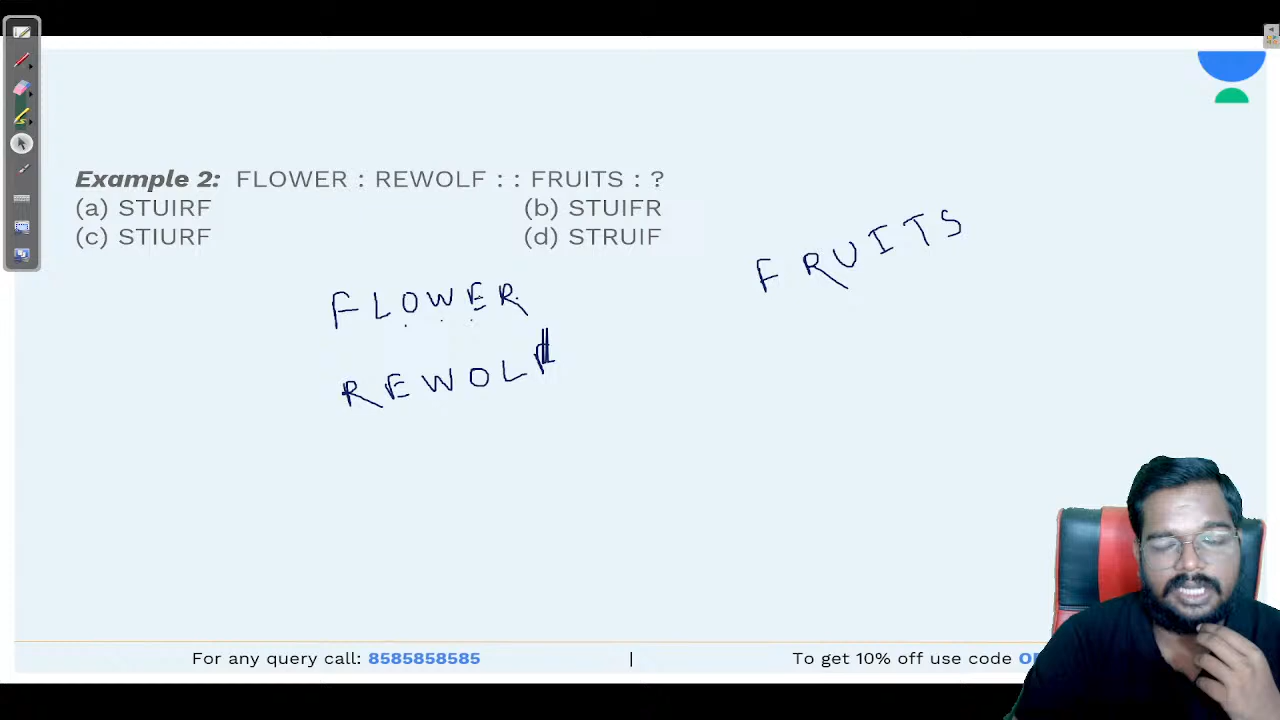 Example 2: FLOWER : REWOLF : : FRUITS : ?
(a) STUIRF (b) STUIFR
(c) STIURF (d) STRUIF
FRUITS
FLOWER
REWOLF
For any query call: 8585858585 | To get 10% off use code